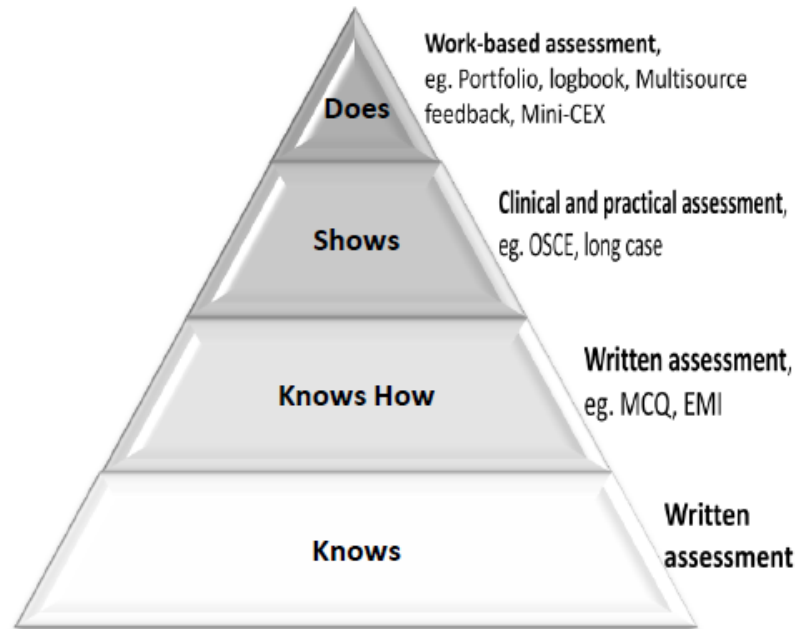 Work-based assessment,
eg. Portfolio, logbook, Multisource
feedback, Mini-CEX
Does
Clinical and practical assessment,
eg. OSCE, long case
Shows
Written assessment,
eg. MCQ, EMI
Knows How
Written
assessment
Knows